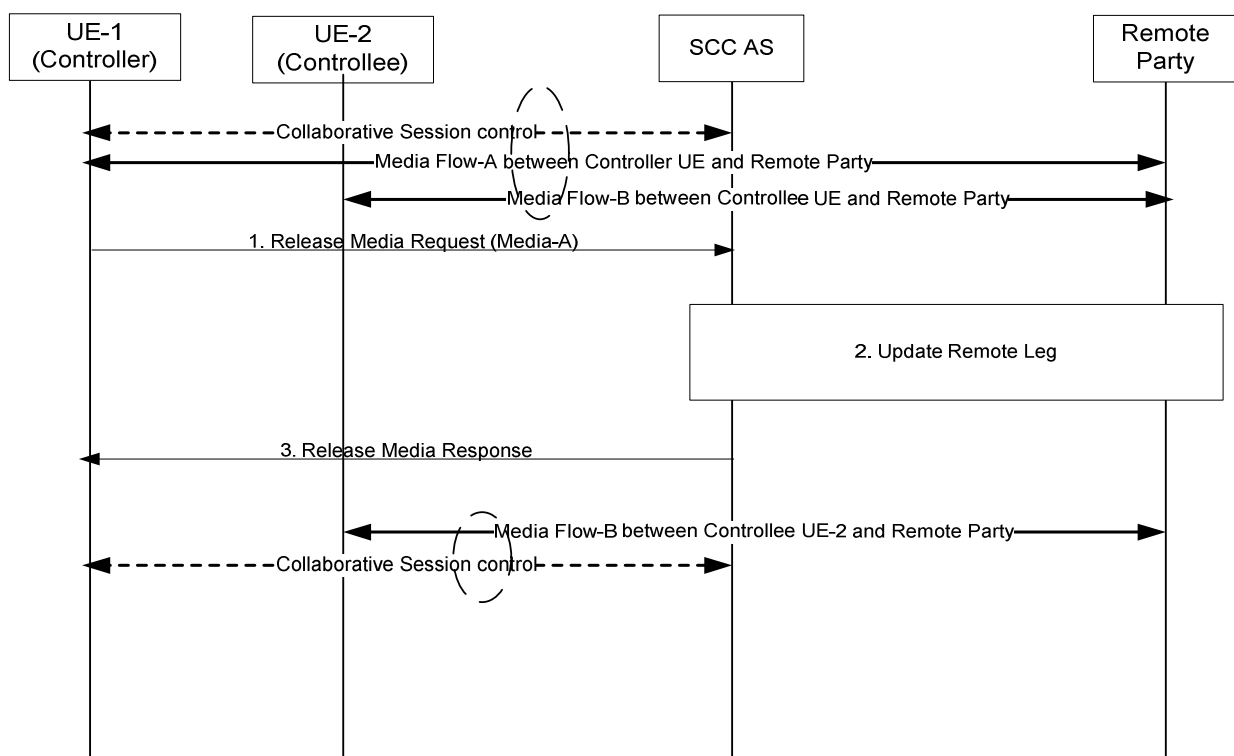 UE-1
(Controller)
UE-2
(Controllee)
SCC AS
Remote
Party
Collaborative Session control
Media Flow-A between Controller UE and Remote Party
Media Flow-B between Controllee UE and Remote Party
1. Release Media Request (Media-A)
2. Update Remote Leg
3. Release Media Response
Media Flow-B between Controllee UE-2 and Remote Party
Collaborative Session control